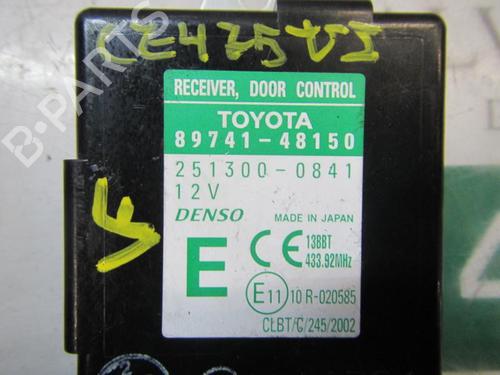 CE425VI
RECEIVER, DOOR CONTROL
TOYOTA
89741-48150
251300-0841
12V
DENSO MADE IN JAPAN
E CE 13BBT
433.92MHz
E11 10 R-020585
CLBT/C/245/2002
B-PARTS